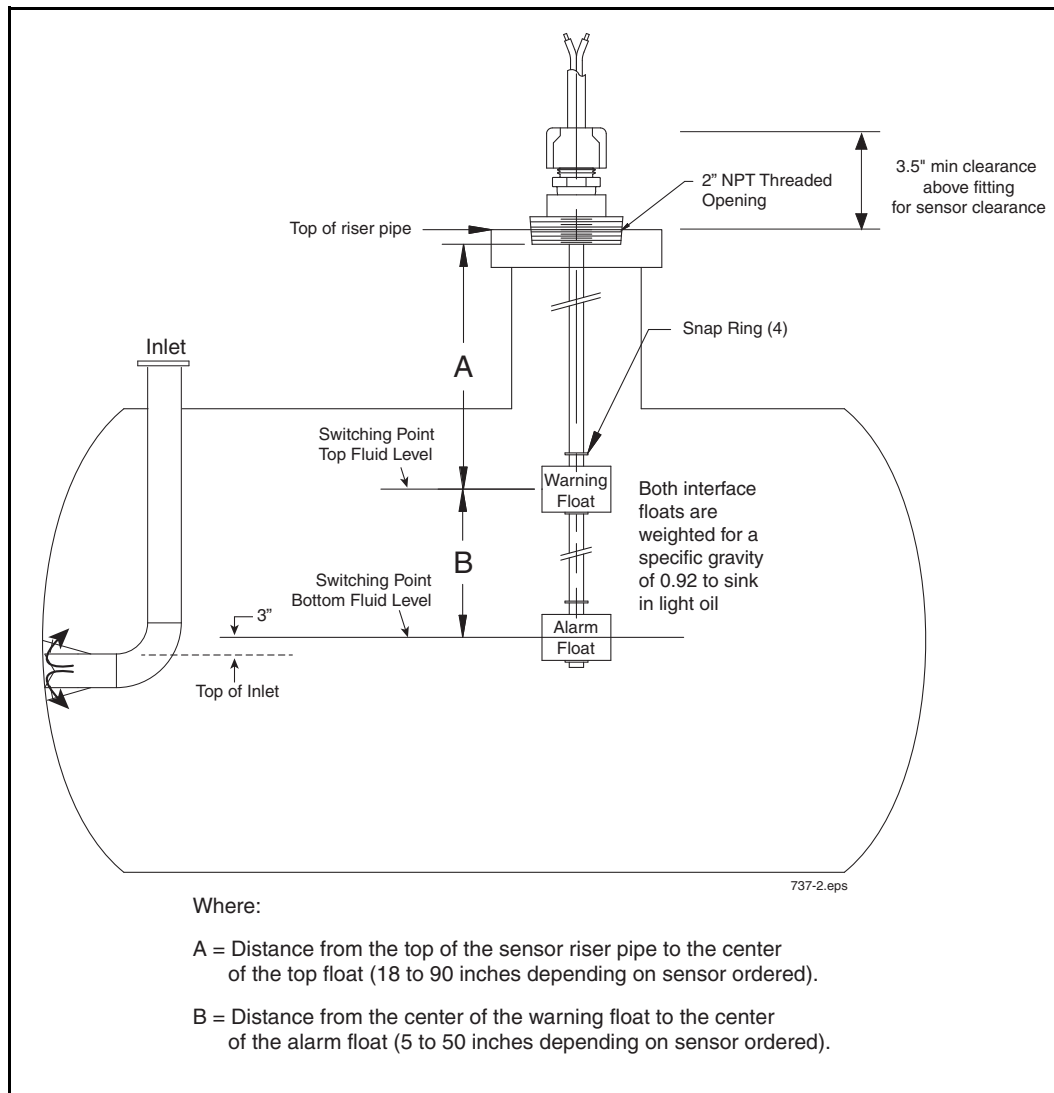 3.5" min clearance
above fitting
for sensor clearance
2” NPT Threaded
Opening
Top of riser pipe
Snap Ring (4)
Inlet
A
Switching Point
Top Fluid Level
Warning
Float
Both interface
floats are
weighted for a
specific gravity
of 0.92 to sink
in light oil
B
Switching Point
Bottom Fluid Level
3”
Alarm
Float
Top of Inlet
737-2.eps
Where:
A = Distance from the top of the sensor riser pipe to the center
of the top float (18 to 90 inches depending on sensor ordered).
B = Distance from the center of the warning float to the center
of the alarm float (5 to 50 inches depending on sensor ordered).